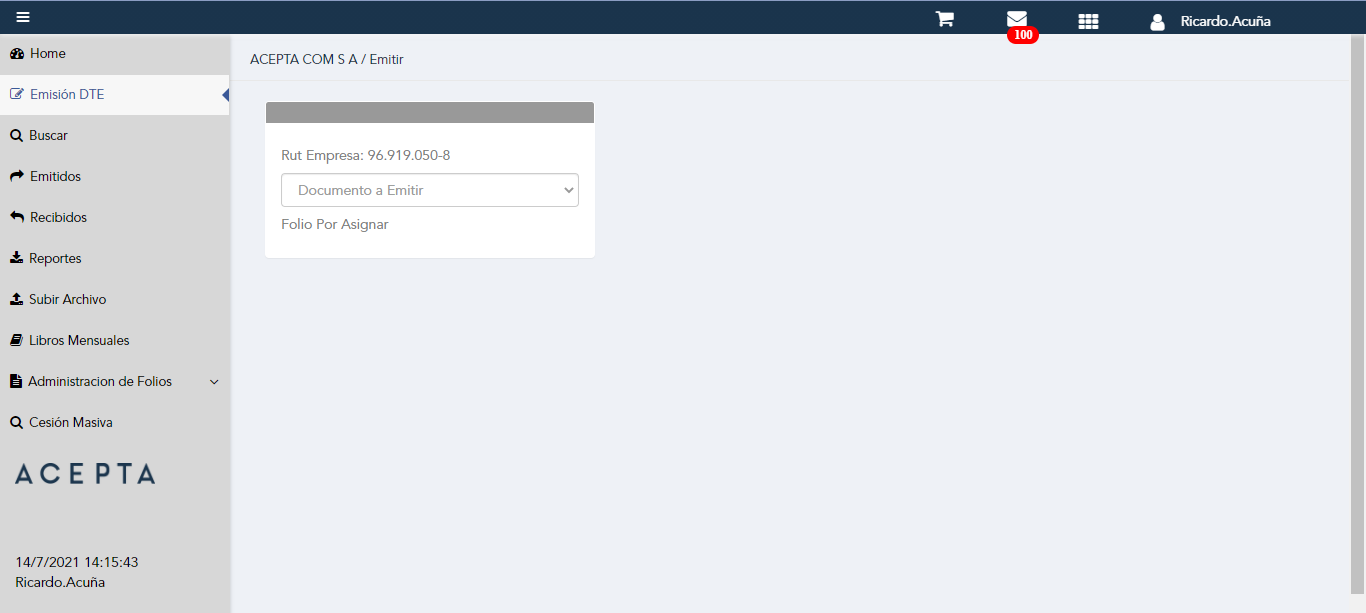 100
Ricardo.Acuña
Home
Emisión DTE
Buscar
Emitidos
Recibidos
Reportes
Subir Archivo
Libros Mensuales
Administracion de Folios
Cesión Masiva
ACEPTA
14/7/2021 14:15:43
Ricardo.Acuña
ACEPTA COM S A / Emitir
Rut Empresa: 96.919.050-8
Documento a Emitir
Folio Por Asignar